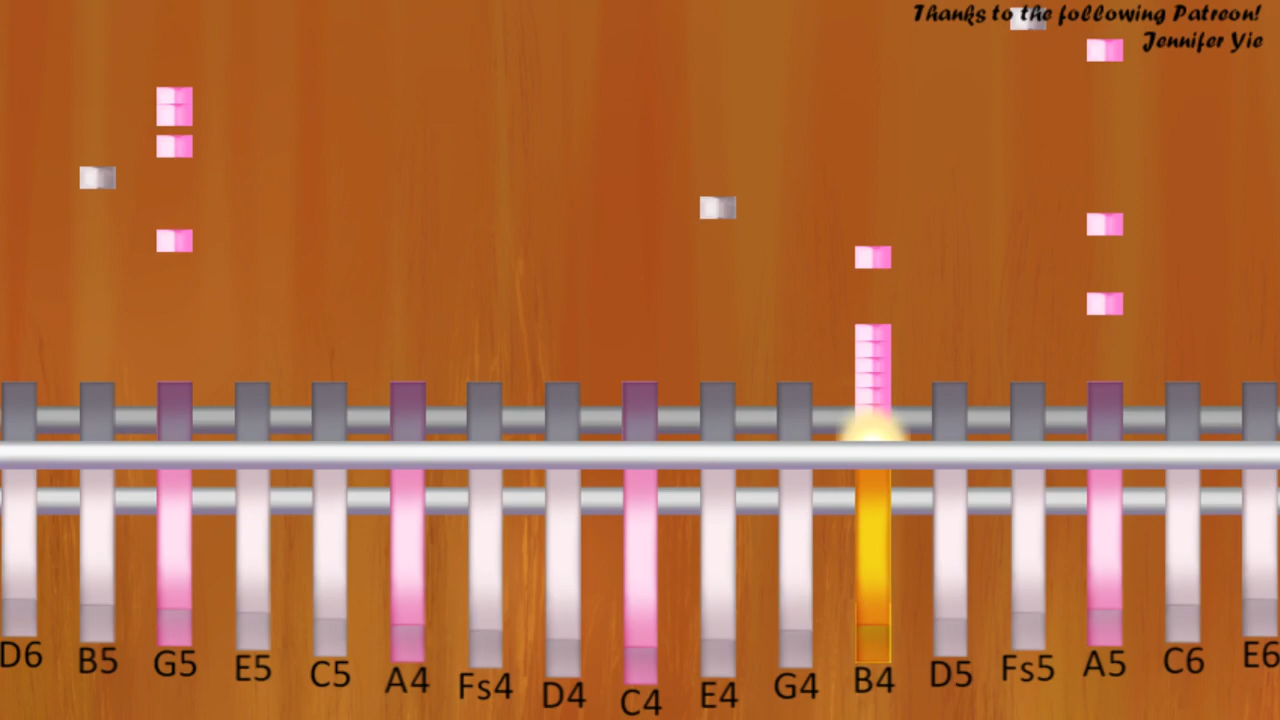 Thanks to the following Patreon!
Jennifer Yie
D6 B5 G5 E5 C5 A4 Fs4 D4 C4 E4 G4 B4 D5 Fs5 A5 C6 E6